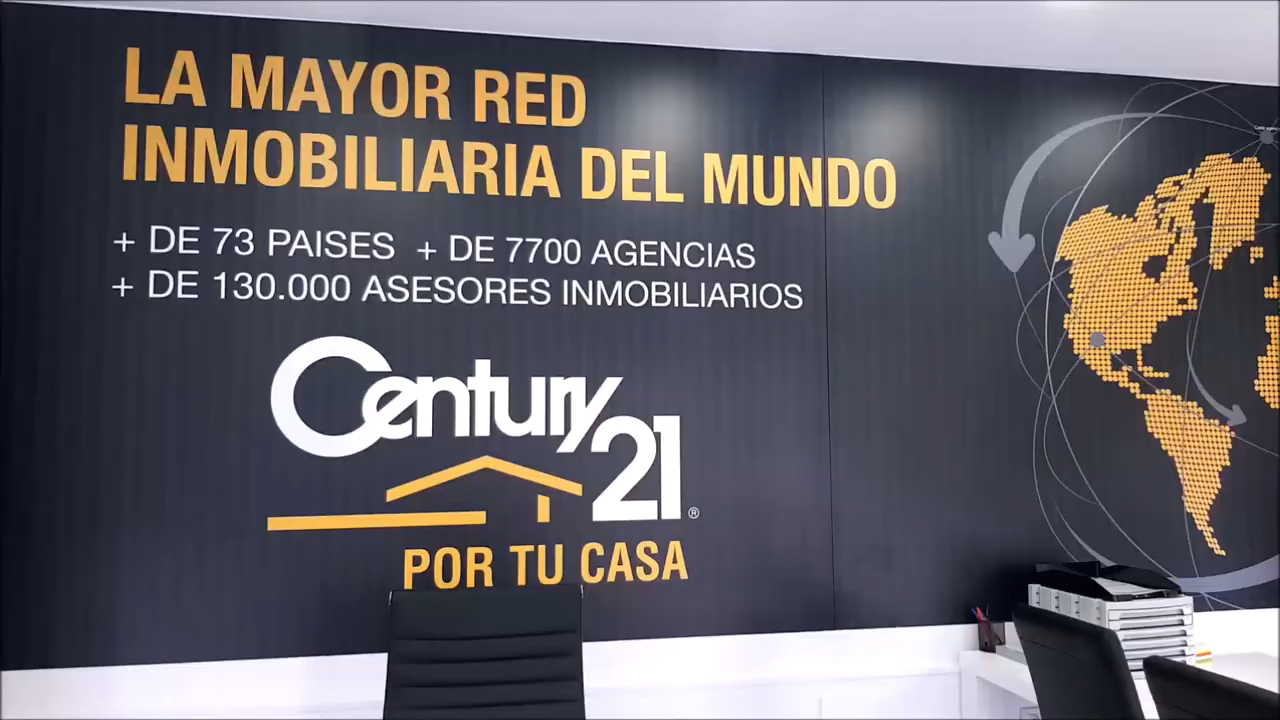 LA MAYOR RED
INMOBILIARIA DEL MUNDO
+ DE 73 PAISES + DE 7700 AGENCIAS
+ DE 130.000 ASESORES INMOBILIARIOS
Century
21®
POR TU CASA